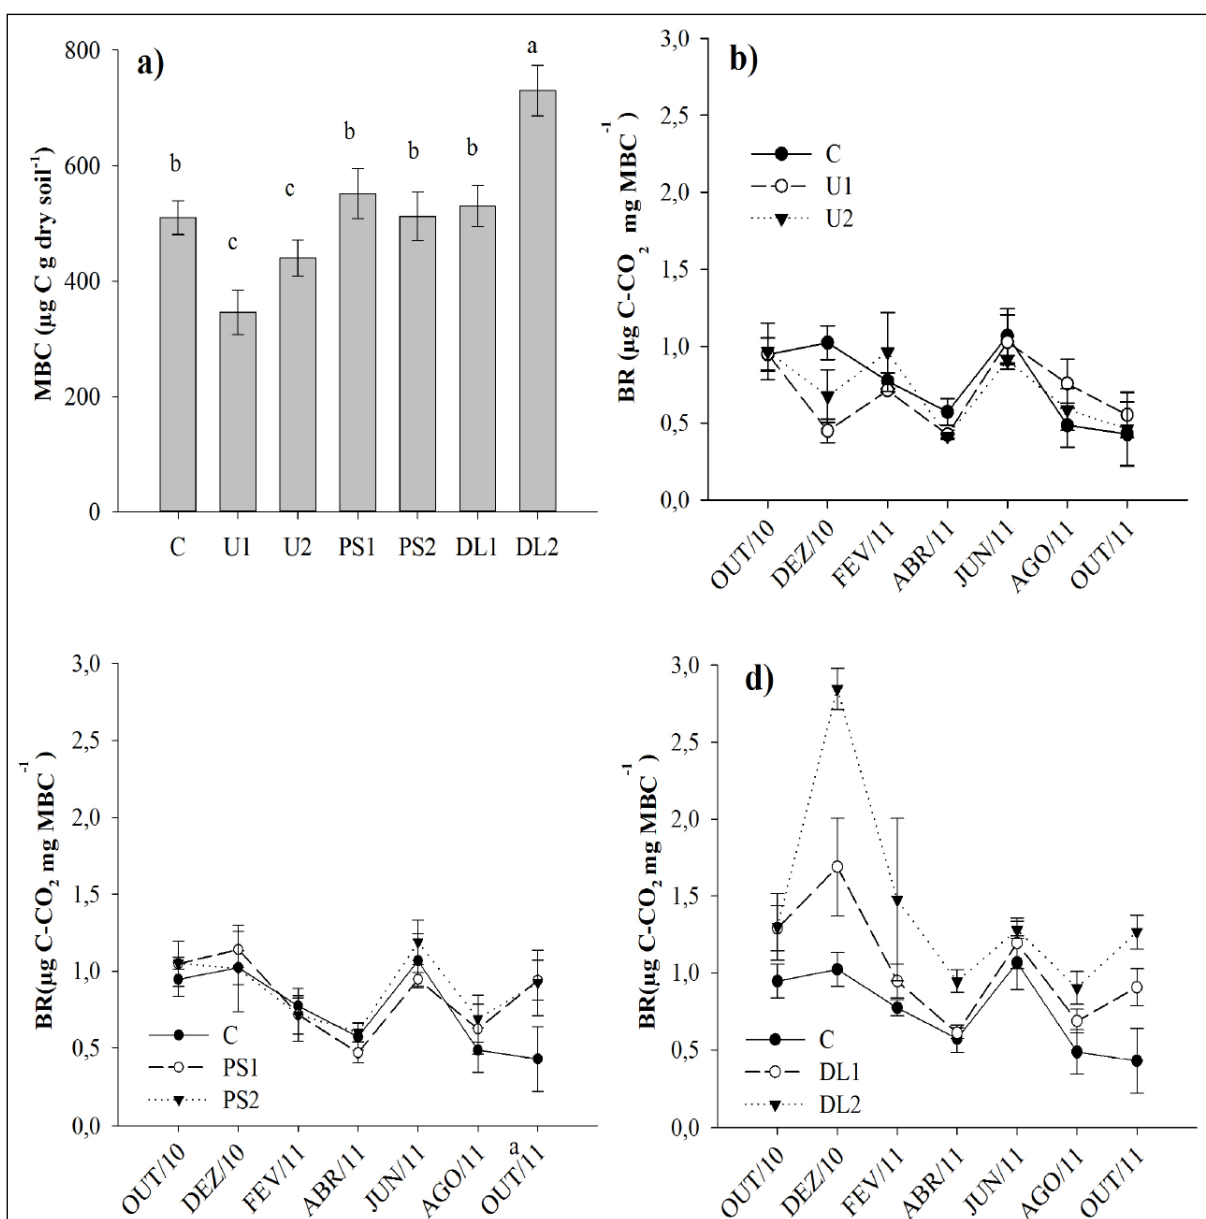 a)
MBC (µg C g dry soil⁻¹)
800
600
400
200
0
b
c
c
b
b
b
a
C
U1
U2
PS1
PS2
DL1
DL2
b)
BR (µg C-CO₂ mg MBC⁻¹)
3,0
2,5
2,0
1,5
1,0
0,5
0,0
C
U1
U2
OUT/10
DEZ/10
FEV/11
ABR/11
JUN/11
AGO/11
OUT/11
BR(µg C-CO₂ mg MBC⁻¹)
3,0
2,5
2,0
1,5
1,0
0,5
0,0
C
PS1
PS2
OUT/10
DEZ/10
FEV/11
ABR/11
JUN/11
AGO/11
a
OUT/11
d)
BR(µg C-CO₂ mg MBC⁻¹)
3,0
2,5
2,0
1,5
1,0
0,5
0,0
C
DL1
DL2
OUT/10
DEZ/10
FEV/11
ABR/11
JUN/11
AGO/11
OUT/11